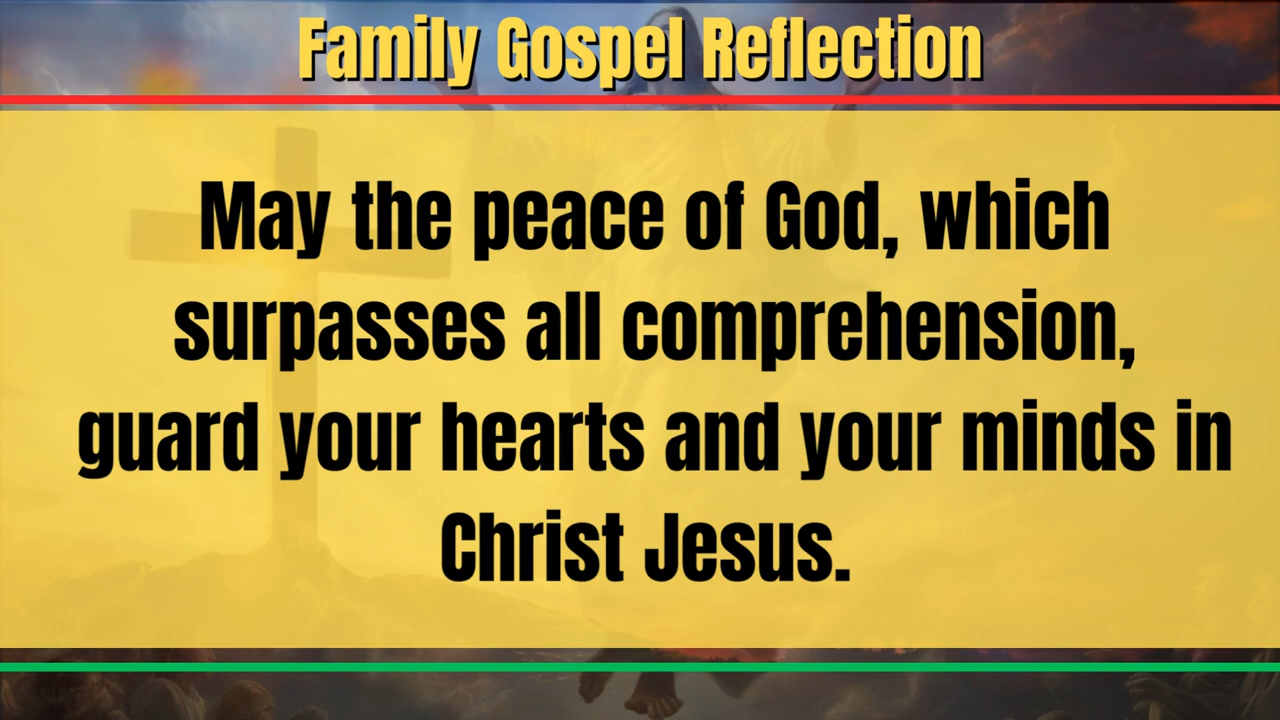 Family Gospel Reflection
May the peace of God, which
surpasses all comprehension,
guard your hearts and your minds in
Christ Jesus.